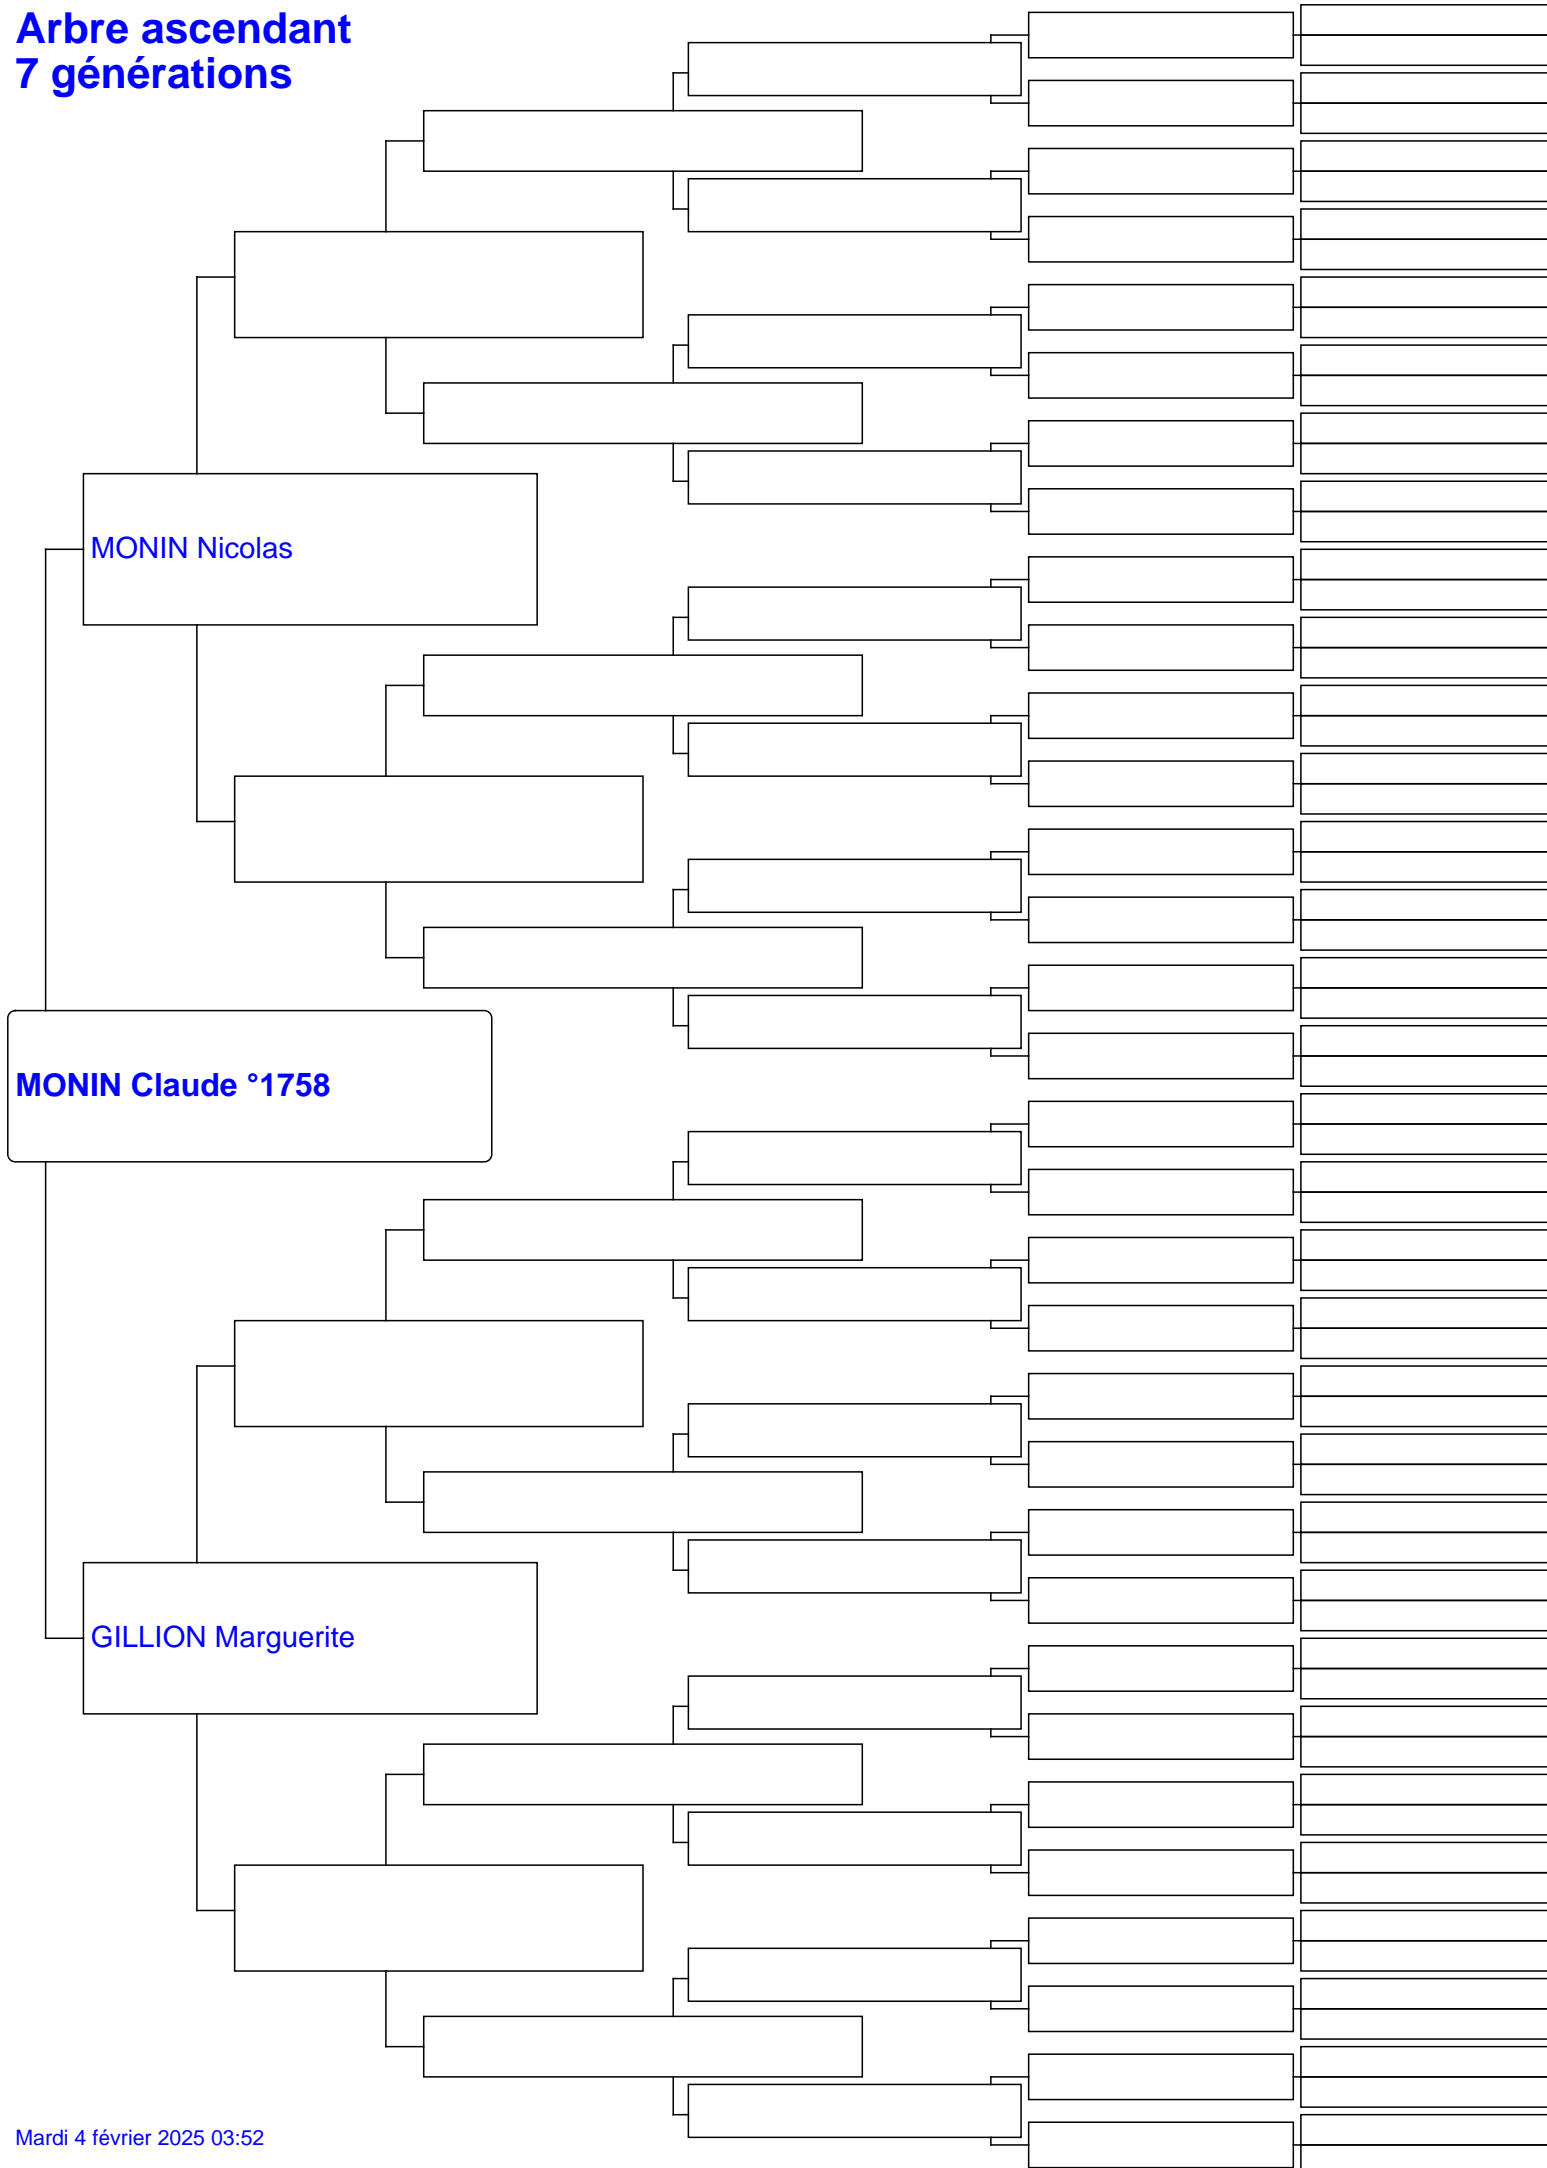 Arbre ascendant
7 générations
MONIN Nicolas
MONIN Claude °1758
GILLION Marguerite
Mardi 4 février 2025 03:52